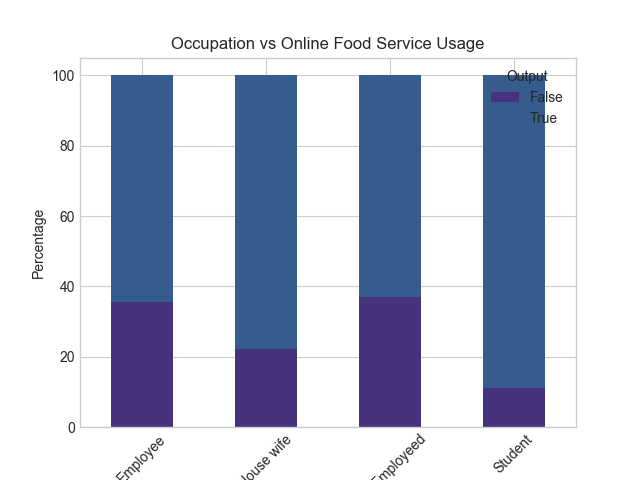 Occupation vs Online Food Service Usage
Output
False
True
Percentage
100
80
60
40
20
0
Employee
House wife
Employeed
Student